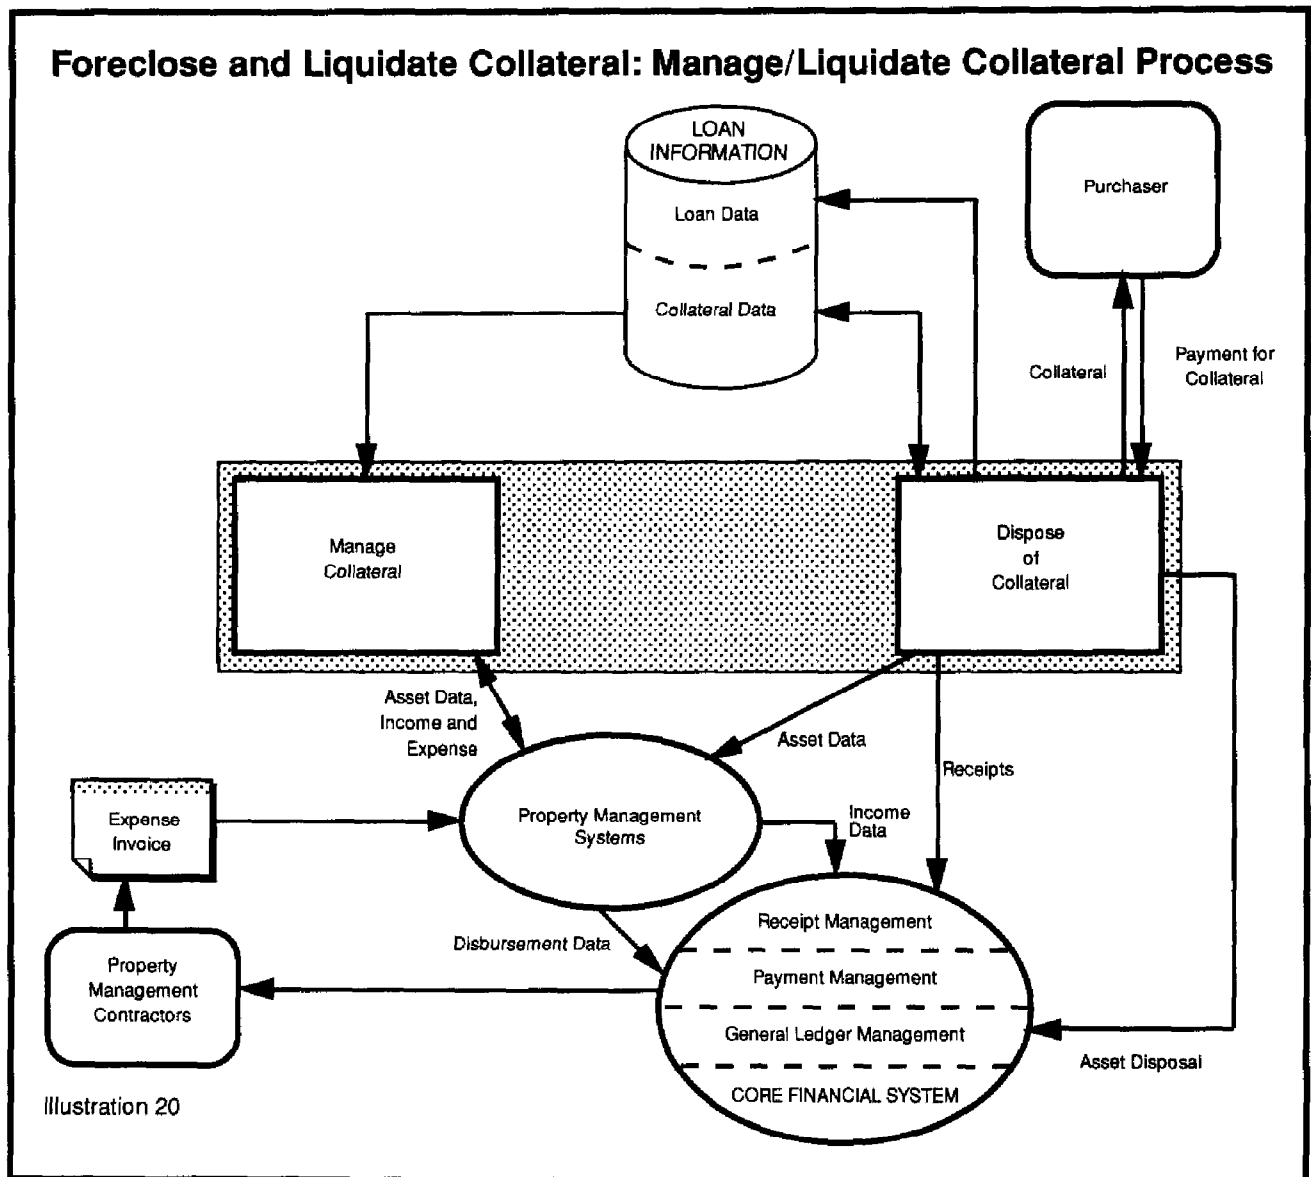 Foreclose and Liquidate Collateral: Manage/Liquidate Collateral Process
LOAN
INFORMATION
Loan Data
Collateral Data
Purchaser
Collateral
Payment for
Collateral
Manage
Collateral
Dispose
of
Collateral
Asset Data,
Income and
Expense
Asset Data
Receipts
Expense
Invoice
Property Management
Systems
Income
Data
Disbursement Data
Property
Management
Contractors
Receipt Management
Payment Management
General Ledger Management
CORE FINANCIAL SYSTEM
Asset Disposal
Illustration 20